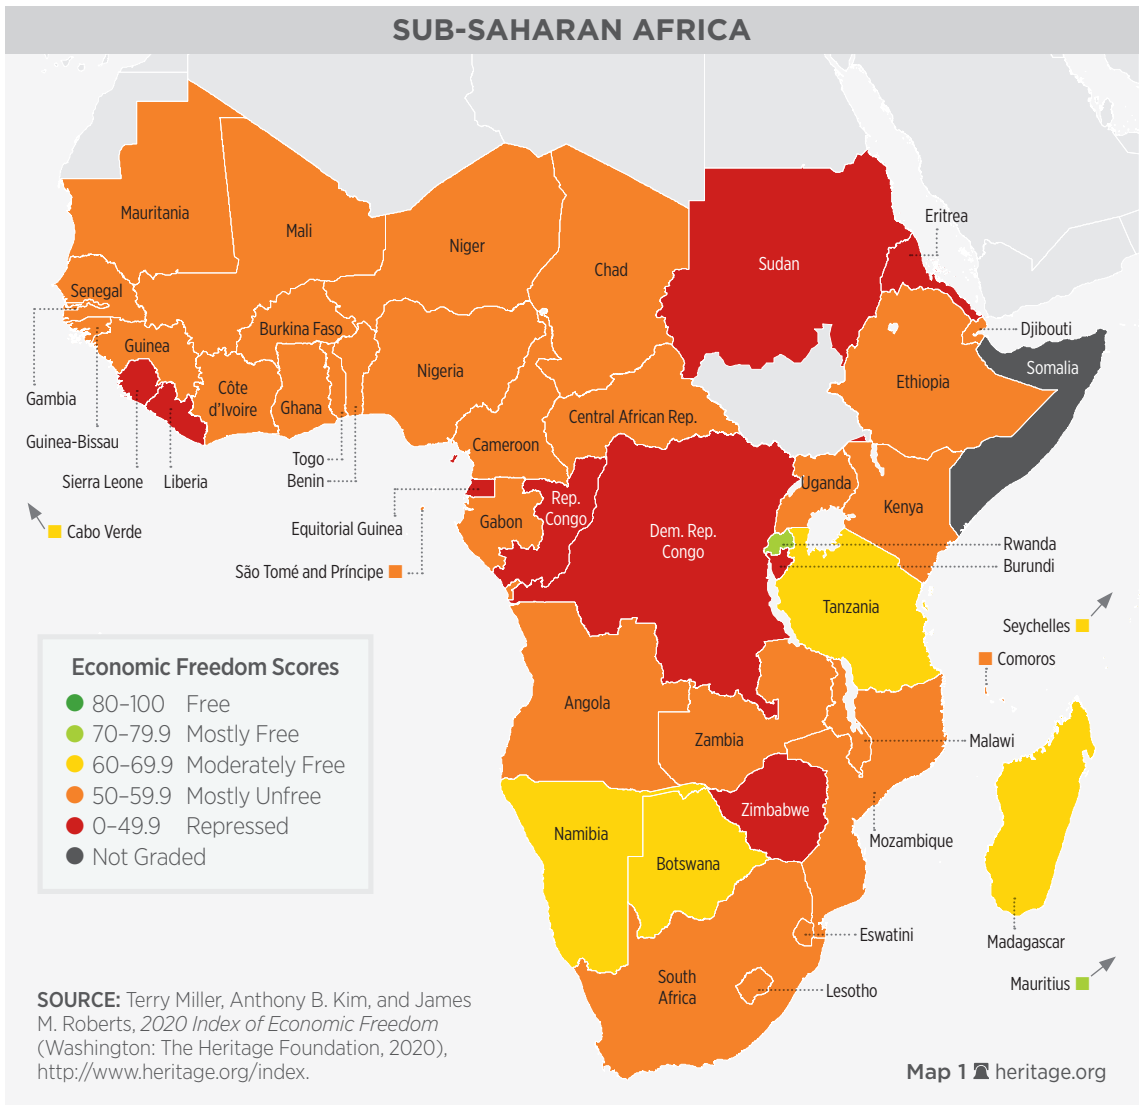 SUB-SAHARAN AFRICA
Eritrea
Mauritania
Mali
Niger
Chad
Sudan
Senegal
Djibouti
Burkina Faso
Guinea
Somalia
Nigeria
Ethiopia
Côte
d'Ivoire
Gambia
Ghana
Central African Rep.
Guinea-Bissau
Cameroon
Togo
Sierra Leone
Liberia
Benin
Uganda
Rep.
Congo
Kenya
Cabo Verde
Equitorial Guinea
Gabon
Dem. Rep.
Congo
Rwanda
Burundi
São Tomé and Príncipe
Tanzania
Seychelles
Comoros
Economic Freedom Scores
80–100 Free
70–79.9 Mostly Free
60–69.9 Moderately Free
50–59.9 Mostly Unfree
0–49.9 Repressed
Not Graded
Angola
Zambia
Malawi
Zimbabwe
Namibia
Mozambique
Botswana
Eswatini
Madagascar
South
Africa
Lesotho
Mauritius
SOURCE: Terry Miller, Anthony B. Kim, and James
M. Roberts, 2020 Index of Economic Freedom
(Washington: The Heritage Foundation, 2020),
http://www.heritage.org/index.
Map 1 heritage.org